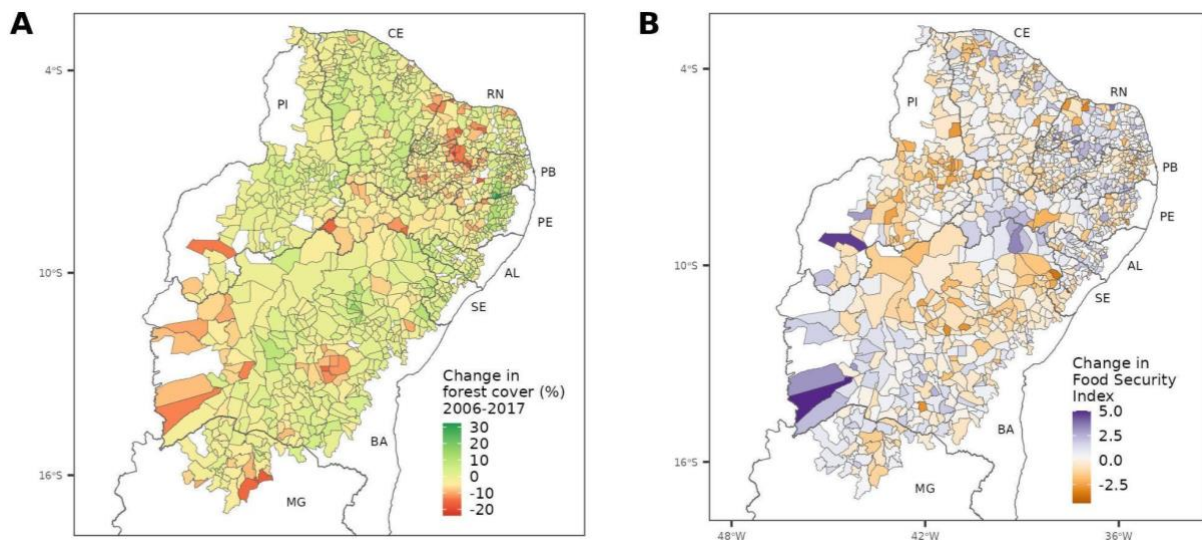 A
CE
4°S
RN
PI
PB
PE
10°S
AL
SE
Change in
forest cover (%)
2006-2017
30
20
10
0
-10
-20
BA
16°S
MG
B
CE
4°S
RN
PI
PB
PE
10°S
AL
SE
Change in
Food Security
Index
5.0
2.5
0.0
-2.5
BA
16°S
MG
48°W
42°W
36°W